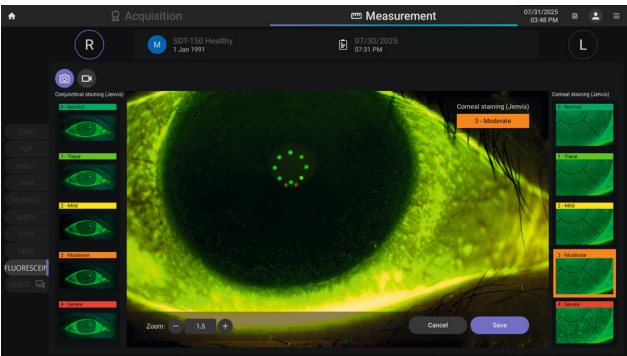 Acquisition
Measurement
07/31/2025
03:48 PM
R
M
SDT-150 Healthy
1 Jan 1991
07/30/2025
07:31 PM
L
Conjunctival staining (Jenvis)
Corneal staining (Jenvis)
0 - Normal
1 - Trace
2 - Mild
3 - Moderate
4 - Severe
TOPO
PUP
NIBUT
TMH
REDNESS
BLEPH
LIPID
MEIB
FLUORESCEIN
QUEST
Corneal staining (Jenvis)
3 - Moderate
0 - Normal
1 - Trace
2 - Mild
3 - Moderate
4 - Severe
Zoom:
-
1.5
+
Cancel
Save